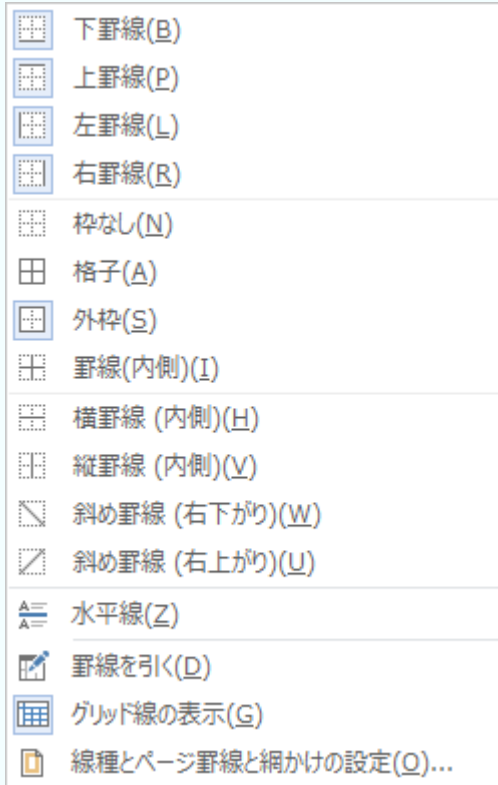 下罫線(B)
上罫線(P)
左罫線(L)
右罫線(R)
枠なし(N)
格子(A)
外枠(S)
罫線(内側)(I)
横罫線 (内側)(H)
縦罫線 (内側)(V)
斜め罫線 (右下がり)(W)
斜め罫線 (右上がり)(U)
水平線(Z)
罫線を引く(D)
グリッド線の表示(G)
線種とページ罫線と網かけの設定(O)...